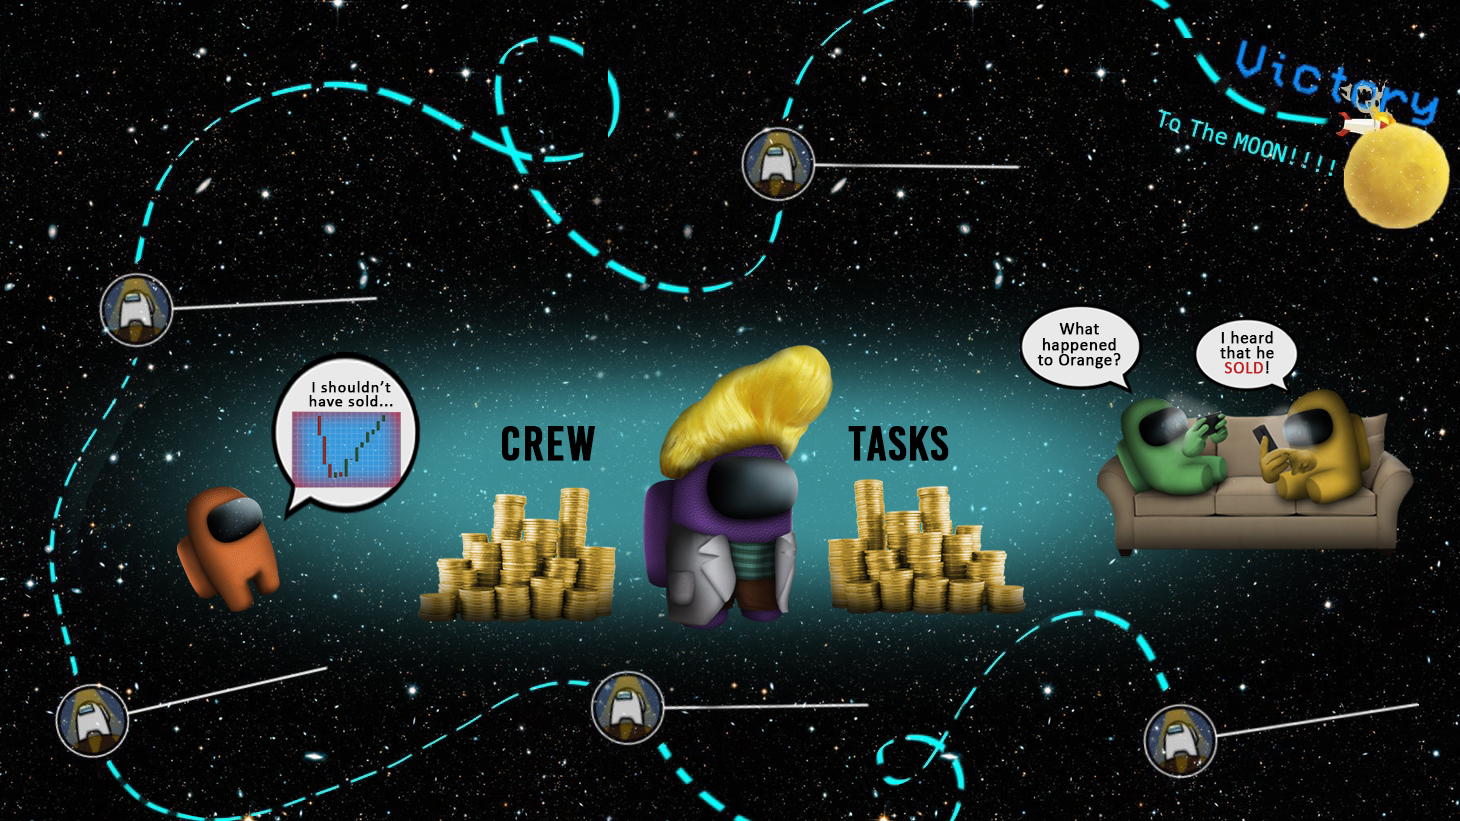 Victory
To The MOON!!!!
What
happened
to Orange?
I heard
that he
SOLD!
I shouldn't
have sold...
CREW
TASKS